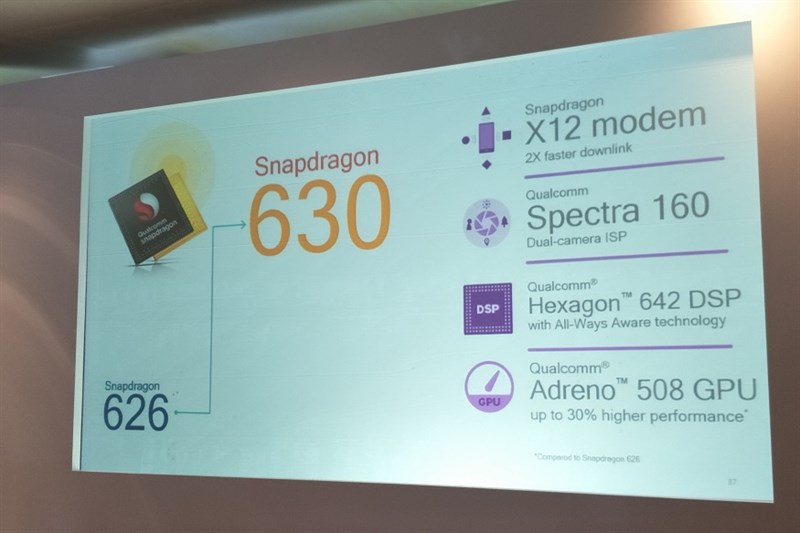 Qualcomm
snapdragon
Snapdragon
630
Snapdragon
626
Snapdragon
X12 modem
2X faster downlink
Qualcomm
Spectra 160
Dual-camera ISP
DSP
Qualcomm®
Hexagon™ 642 DSP
with All-Ways Aware technology
GPU
Qualcomm®
Adreno™ 508 GPU
up to 30% higher performance*
*Compared to Snapdragon 626